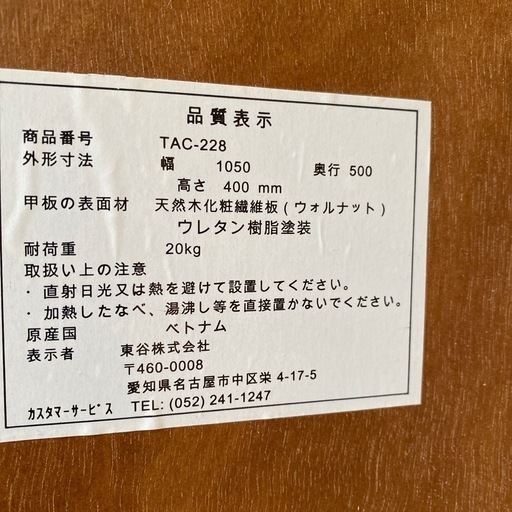 品質表示
商品番号 TAC-228
外形寸法 幅 1050 奥行 500
高さ 400 mm
甲板の表面材 天然木化粧繊維板(ウォルナット)
ウレタン樹脂塗装
耐荷重 20kg
取扱い上の注意
・直射日光又は熱を避けて設置してください。
・加熱したなべ、湯沸し等を直接置かないでください。
原産国 ベトナム
表示者 東谷株式会社
〒460-0008
愛知県名古屋市中区栄 4-17-5
ｶｽﾀﾏｰｻｰﾋﾞｽ TEL: (052) 241-1247